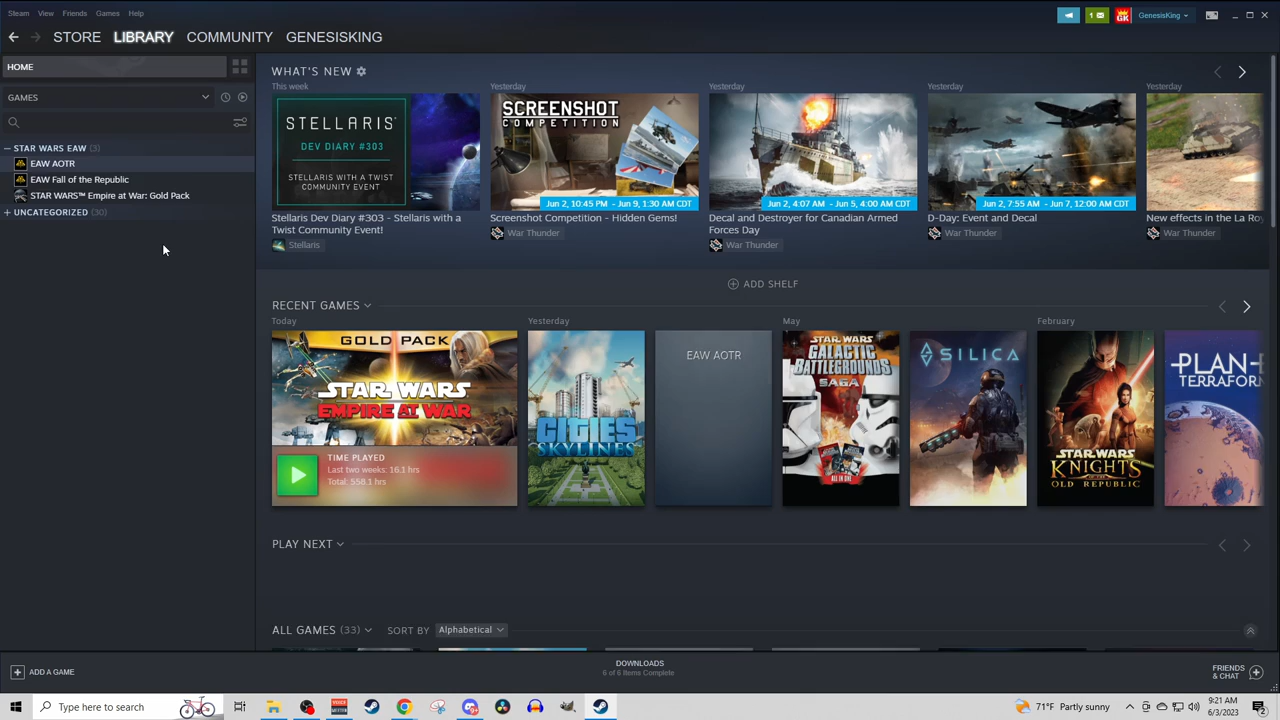 Steam View Friends Games Help
1 GK GenesisKing
STORE LIBRARY COMMUNITY GENESISKING
HOME
GAMES
STAR WARS EAW (3)
EAW AOTR
EAW Fall of the Republic
STAR WARS™ Empire at War: Gold Pack
UNCATEGORIZED (30)
WHAT'S NEW
This week
STELLARIS
DEV DIARY #303
STELLARIS WITH A TWIST
COMMUNITY EVENT!
Stellaris Dev Diary #303 - Stellaris with a
Twist Community Event!
Stellaris
Yesterday
SCREENSHOT
COMPETITION
Jun 2, 10:45 PM - Jun 9, 1:30 AM CDT
Screenshot Competition - Hidden Gems!
War Thunder
Yesterday
Jun 2, 4:07 AM - Jun 5, 4:00 AM CDT
Decal and Destroyer for Canadian Armed
Forces Day
War Thunder
Yesterday
Jun 2, 7:55 AM - Jun 7, 12:00 AM CDT
D-Day: Event and Decal
War Thunder
Yesterday
New effects in the La Roy
War Thunder
ADD SHELF
RECENT GAMES
Today
GOLD PACK
STAR WARS
EMPIRE AT WAR
TIME PLAYED
Last two weeks: 16.1 hrs
Total: 558.1 hrs
Yesterday
CITIES
SKYLINES
EAW AOTR
May
STAR WARS
GALACTIC
BATTLEGROUNDS
SAGA
ALL IN ONE
SILICA
February
STAR WARS
KNIGHTS
OF THE
OLD REPUBLIC
PLAN
TERRAFORM
PLAY NEXT
ALL GAMES (33) SORT BY Alphabetical
ADD A GAME
DOWNLOADS
6 of 6 Items Complete
FRIENDS
& CHAT
Type here to search
71°F Partly sunny
9:21 AM
6/3/2023
2